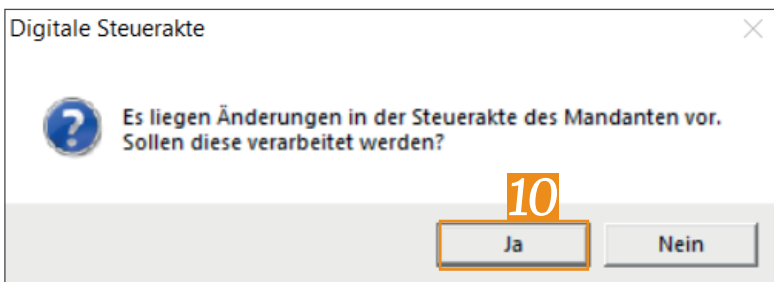 Digitale Steuerakte
Es liegen Änderungen in der Steuerakte des Mandanten vor.
Sollen diese verarbeitet werden?
10
Ja
Nein